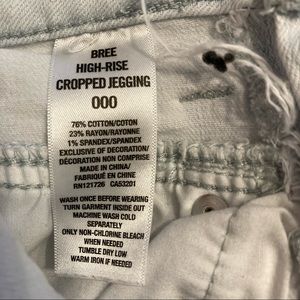 BREE
HIGH-RISE
CROPPED JEGGING
000
76% COTTON/COTON
23% RAYON/RAYONNE
1% SPANDEX/SPANDEX
EXCLUSIVE OF DECORATION/
DÉCORATION NON COMPRISE
MADE IN CHINA/
FABRIQUÉ EN CHINE
RN121726 CA53201
WASH ONCE BEFORE WEARING
TURN GARMENT INSIDE OUT
MACHINE WASH COLD
SEPARATELY
ONLY NON-CHLORINE BLEACH
WHEN NEEDED
TUMBLE DRY LOW
WARM IRON IF NEEDED